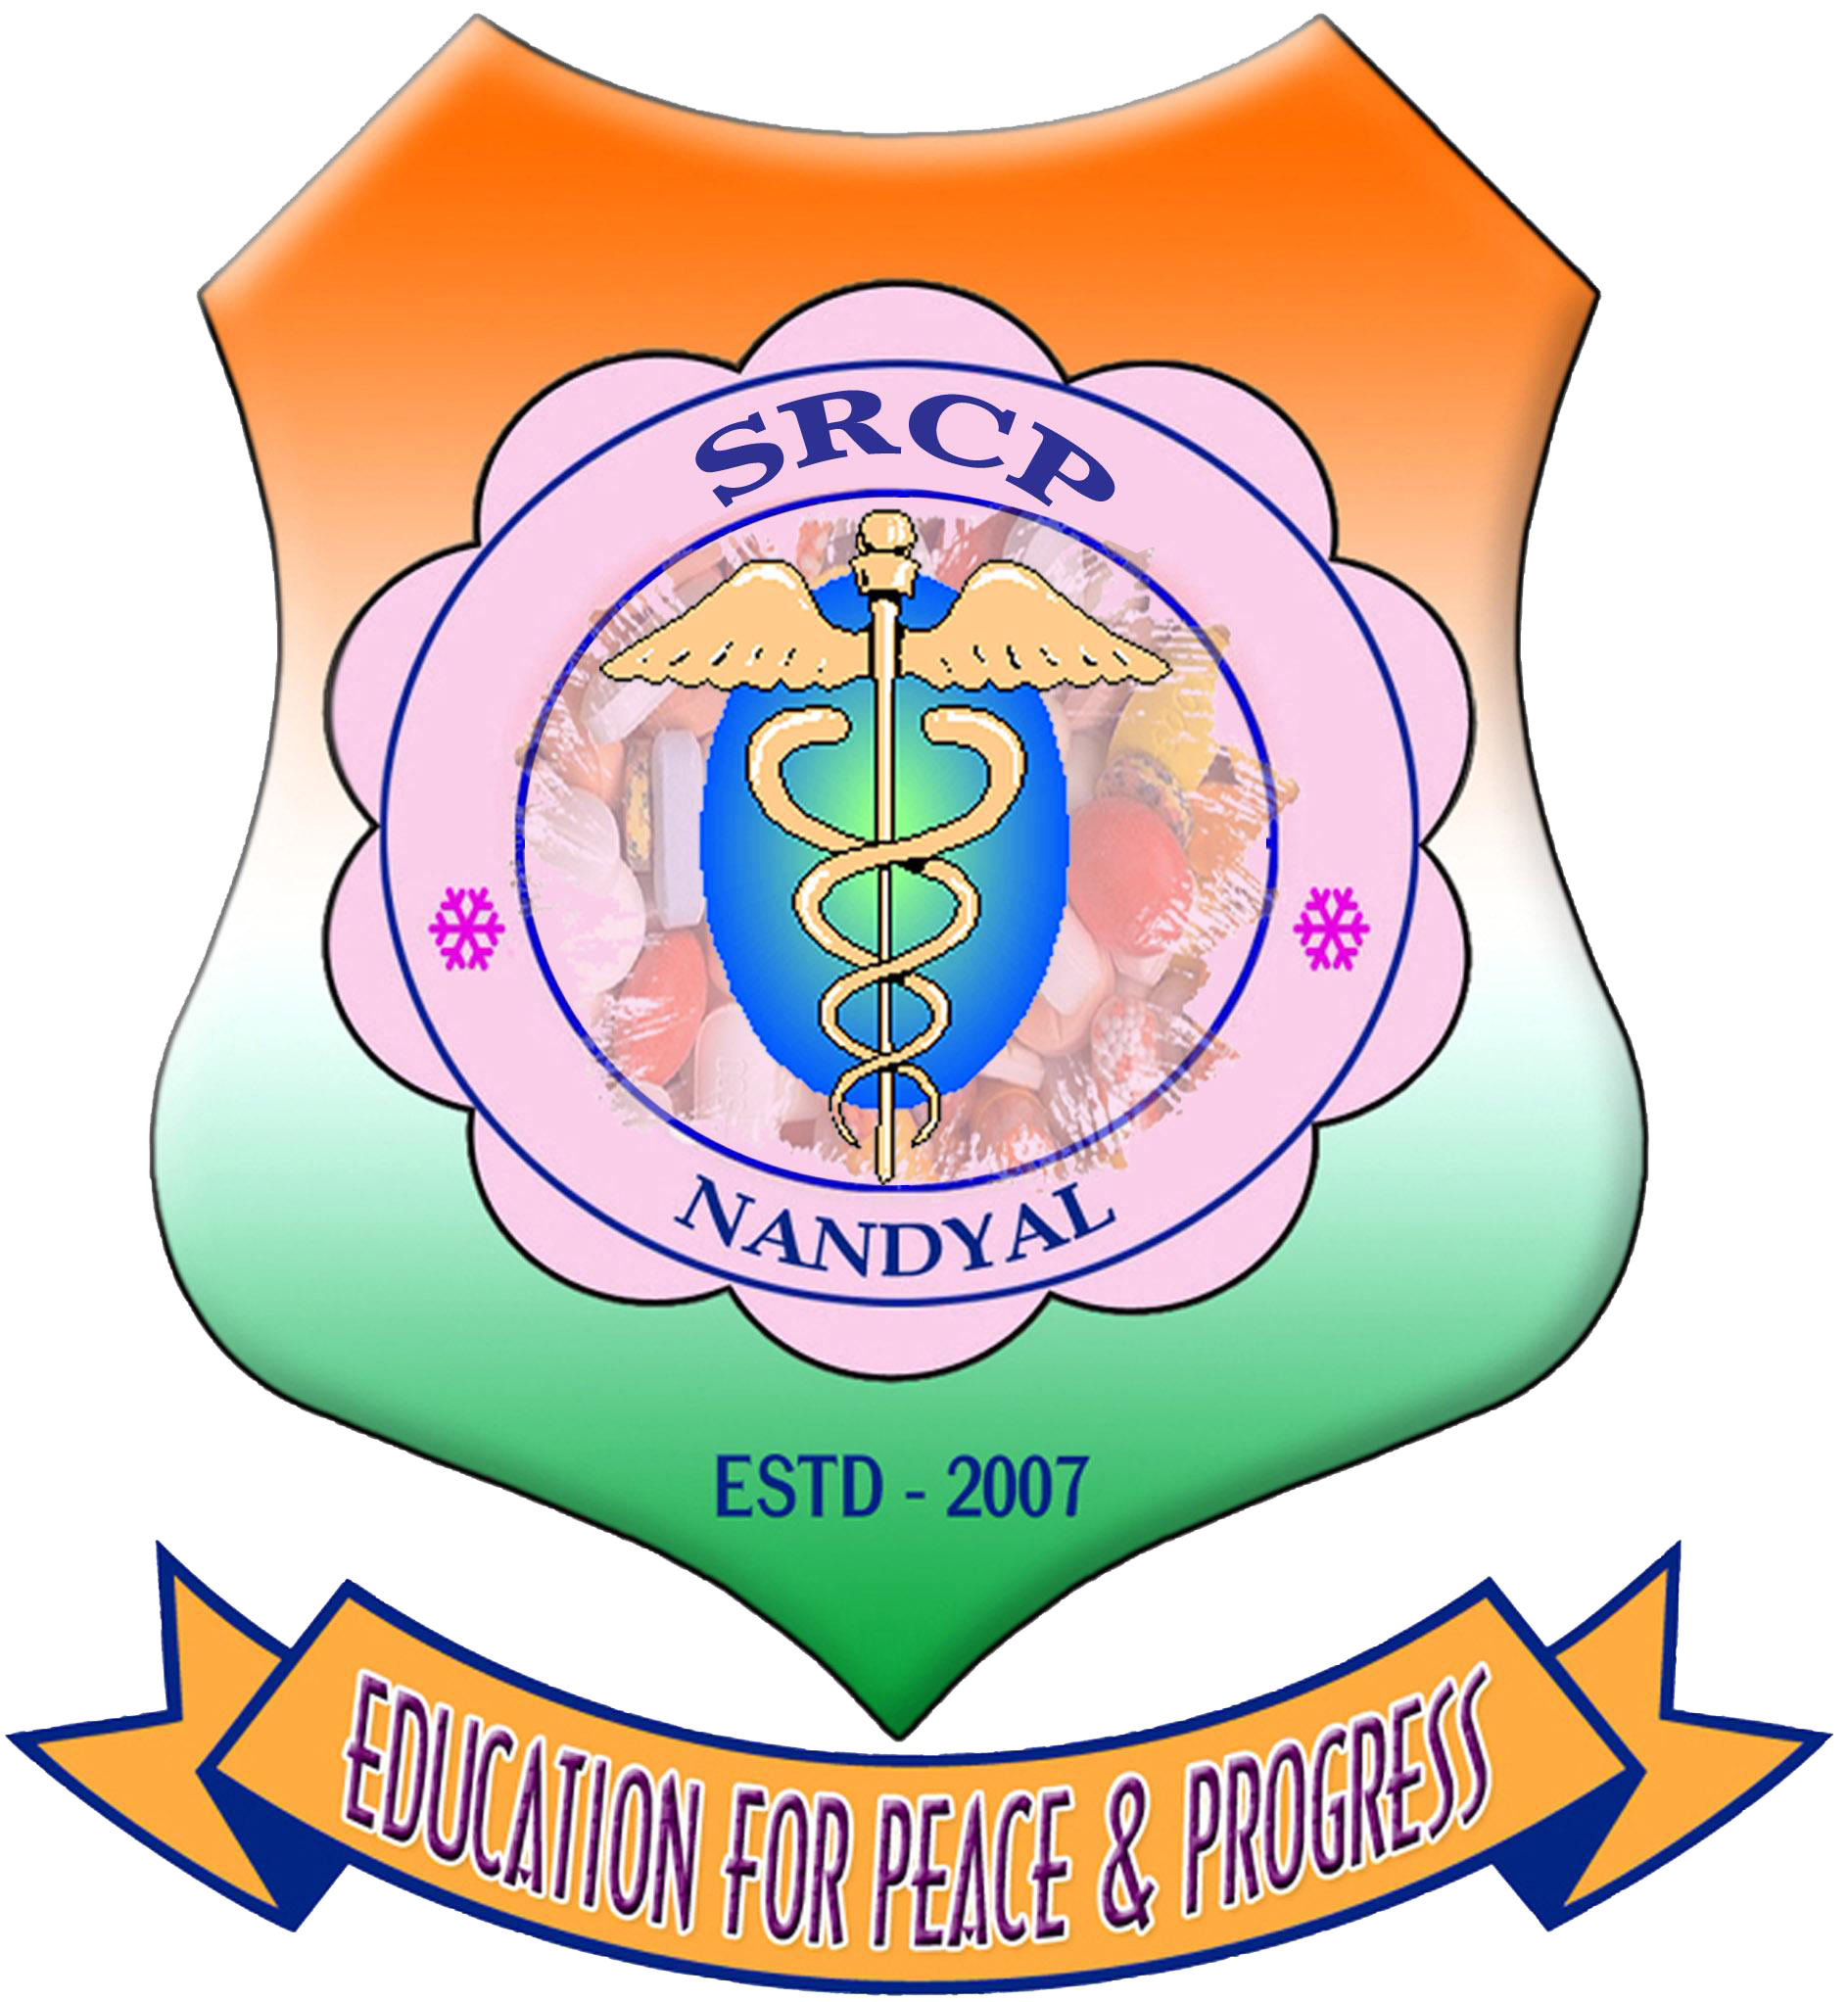 SRCP
NANDYAL
ESTD - 2007
EDUCATION FOR PEACE & PROGRESS